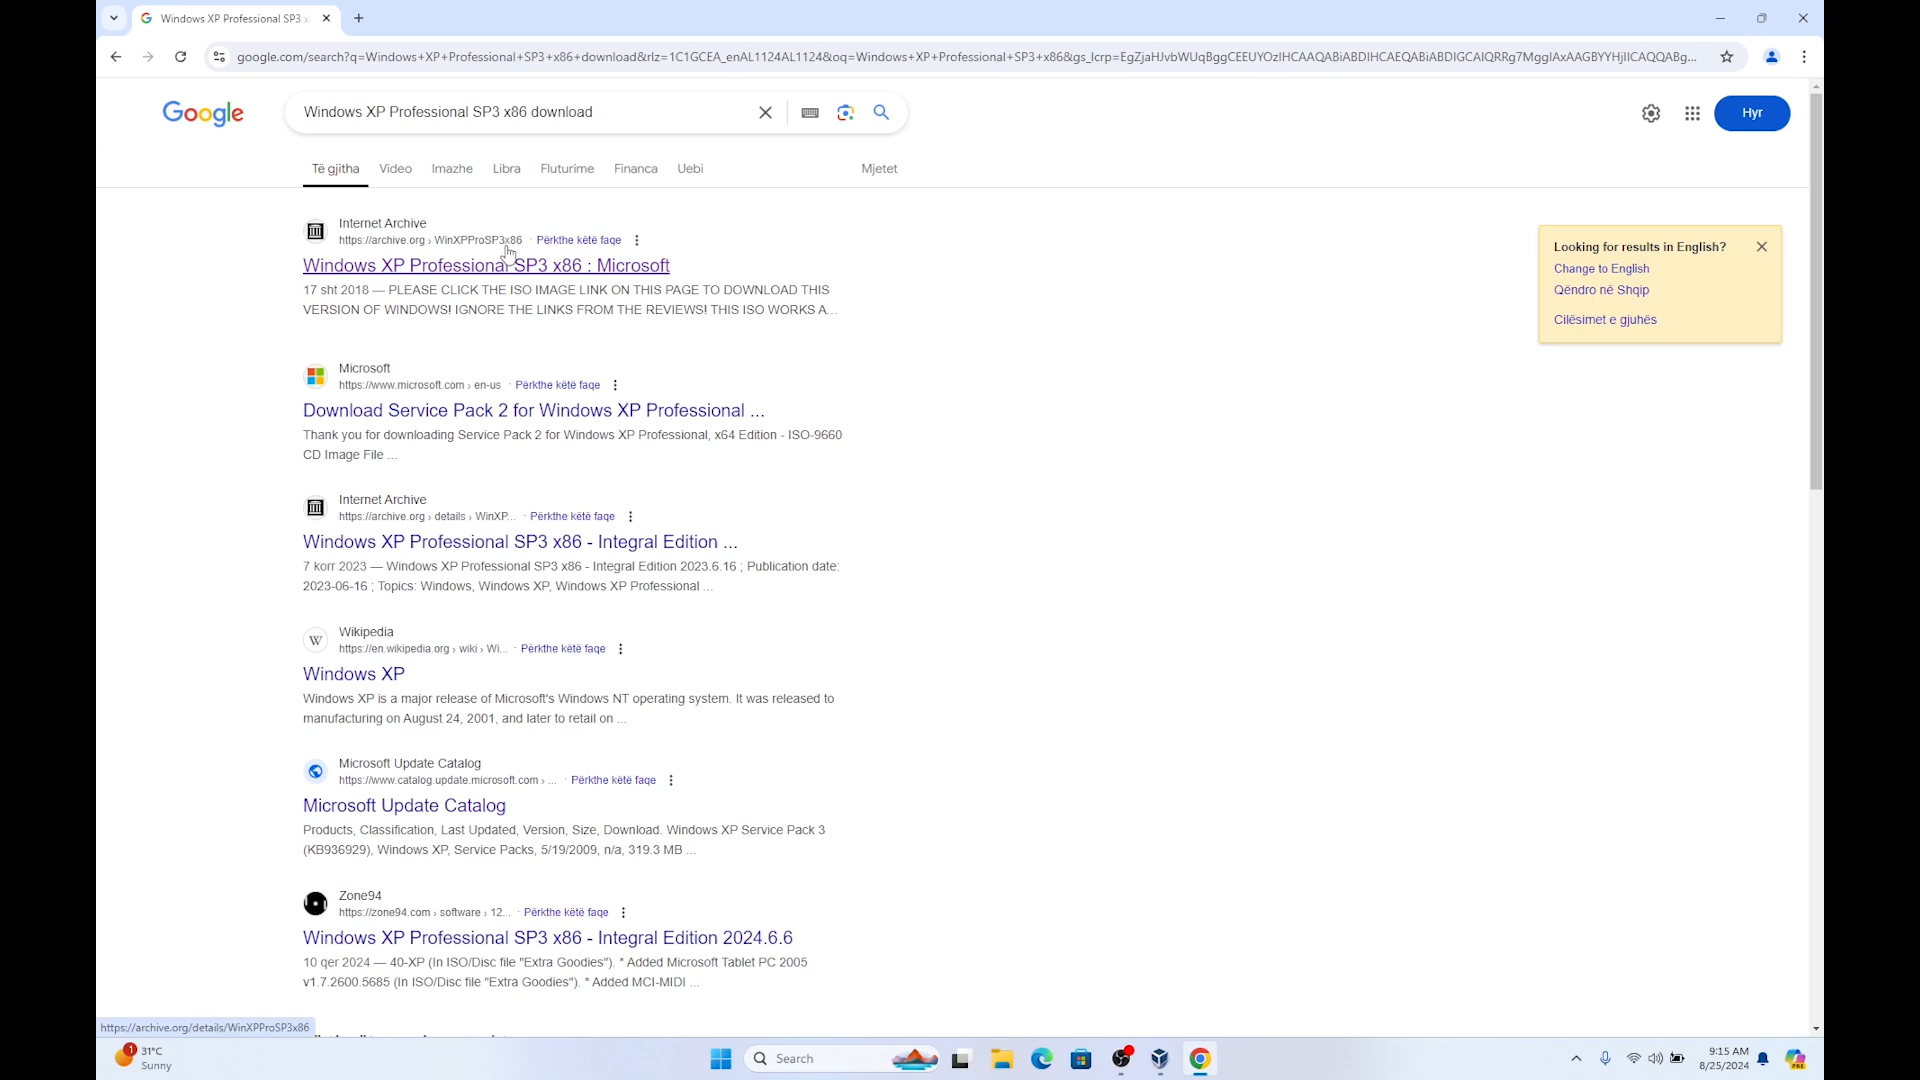 Windows XP Professional SP3 x
google.com/search?q=Windows+XP+Professional+SP3+x86+download&rlz=1C1GCEA_enAL1124AL1124&oq=Windows+XP+Professional+SP3+x86&gs_lcrp=EgZjaHJvbWUqBggCEEUYOzIHCAAQABiABDIHCAEQABiABDIGCAIQRRg7MggIAxAAGBYYHjIICAQQABg...
Google
Windows XP Professional SP3 x86 download
Hyr
Të gjitha Video Imazhe Libra Fluturime Financa Uebi Mjetet
Internet Archive
https://archive.org › WinXPProSP3x86 · Përkthe këtë faqe
Windows XP Professional SP3 x86 : Microsoft
17 sht 2018 — PLEASE CLICK THE ISO IMAGE LINK ON THIS PAGE TO DOWNLOAD THIS
VERSION OF WINDOWS! IGNORE THE LINKS FROM THE REVIEWS! THIS ISO WORKS A...
Looking for results in English?
Change to English
Qëndro në Shqip
Cilësimet e gjuhës
Microsoft
https://www.microsoft.com › en-us · Përkthe këtë faqe
Download Service Pack 2 for Windows XP Professional ...
Thank you for downloading Service Pack 2 for Windows XP Professional, x64 Edition - ISO-9660
CD Image File ...
Internet Archive
https://archive.org › details › WinXP... · Përkthe këtë faqe
Windows XP Professional SP3 x86 - Integral Edition ...
7 korr 2023 — Windows XP Professional SP3 x86 - Integral Edition 2023.6.16 ; Publication date:
2023-06-16 ; Topics: Windows, Windows XP, Windows XP Professional ...
Wikipedia
https://en.wikipedia.org › wiki › Wi... · Përkthe këtë faqe
Windows XP
Windows XP is a major release of Microsoft's Windows NT operating system. It was released to
manufacturing on August 24, 2001, and later to retail on ...
Microsoft Update Catalog
https://www.catalog.update.microsoft.com › ... · Përkthe këtë faqe
Microsoft Update Catalog
Products, Classification, Last Updated, Version, Size, Download. Windows XP Service Pack 3
(KB936929), Windows XP, Service Packs, 5/19/2009, n/a, 319.3 MB ...
Zone94
https://zone94.com › software › 12... · Përkthe këtë faqe
Windows XP Professional SP3 x86 - Integral Edition 2024.6.6
10 qer 2024 — 40-XP (In ISO/Disc file "Extra Goodies"). * Added Microsoft Tablet PC 2005
v1.7.2600.5685 (In ISO/Disc file "Extra Goodies"). * Added MCI-MIDI ...
https://archive.org/details/WinXPProSP3x86
1
31°C
Sunny
Search
9:15 AM
8/25/2024
PRE